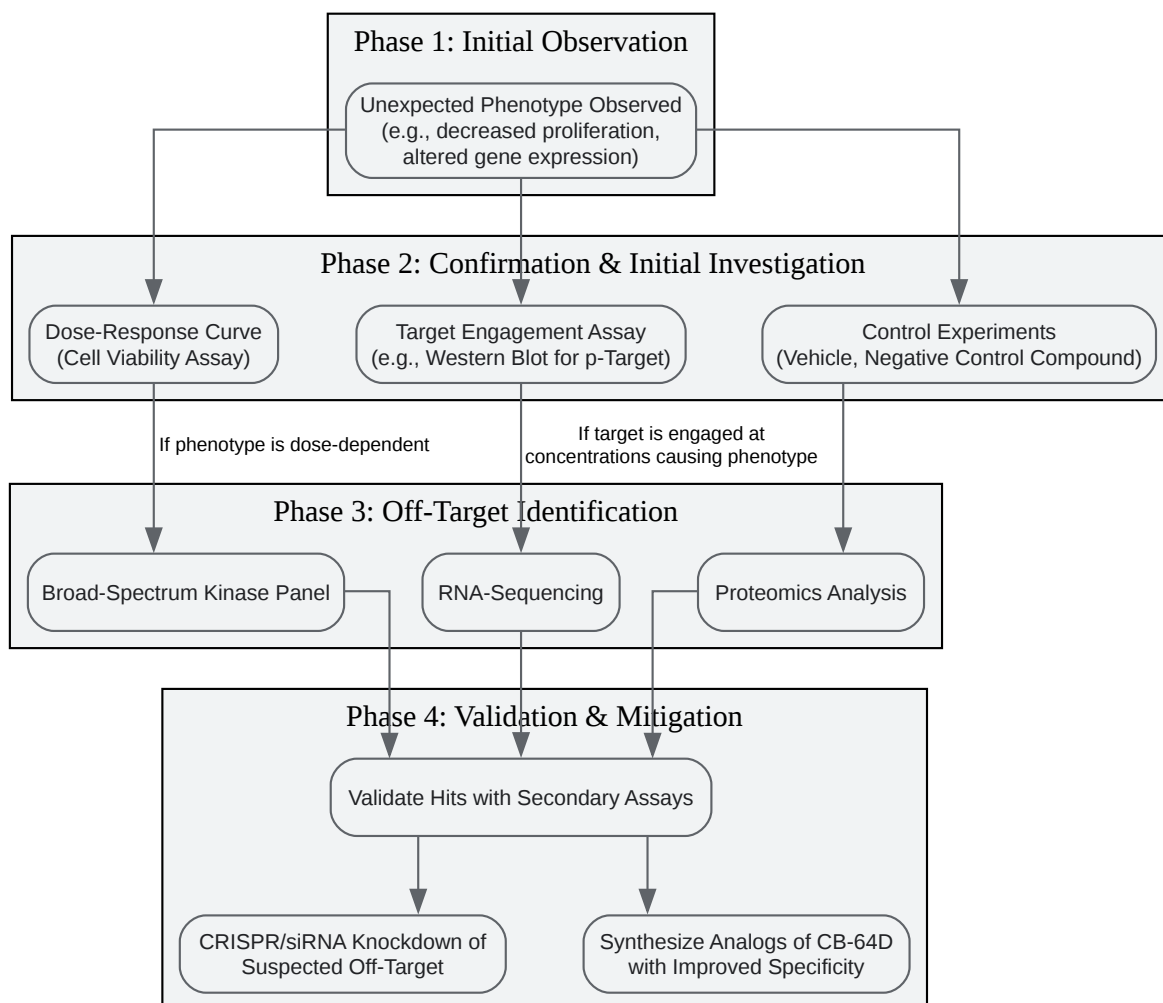 Phase 1: Initial Observation
Unexpected Phenotype Observed
(e.g., decreased proliferation,
altered gene expression)
Phase 2: Confirmation & Initial Investigation
Dose-Response Curve
(Cell Viability Assay)
Target Engagement Assay
(e.g., Western Blot for p-Target)
Control Experiments
(Vehicle, Negative Control Compound)
If phenotype is dose-dependent
If target is engaged at
concentrations causing phenotype
Phase 3: Off-Target Identification
Broad-Spectrum Kinase Panel
RNA-Sequencing
Proteomics Analysis
Phase 4: Validation & Mitigation
Validate Hits with Secondary Assays
CRISPR/siRNA Knockdown of
Suspected Off-Target
Synthesize Analogs of CB-64D
with Improved Specificity